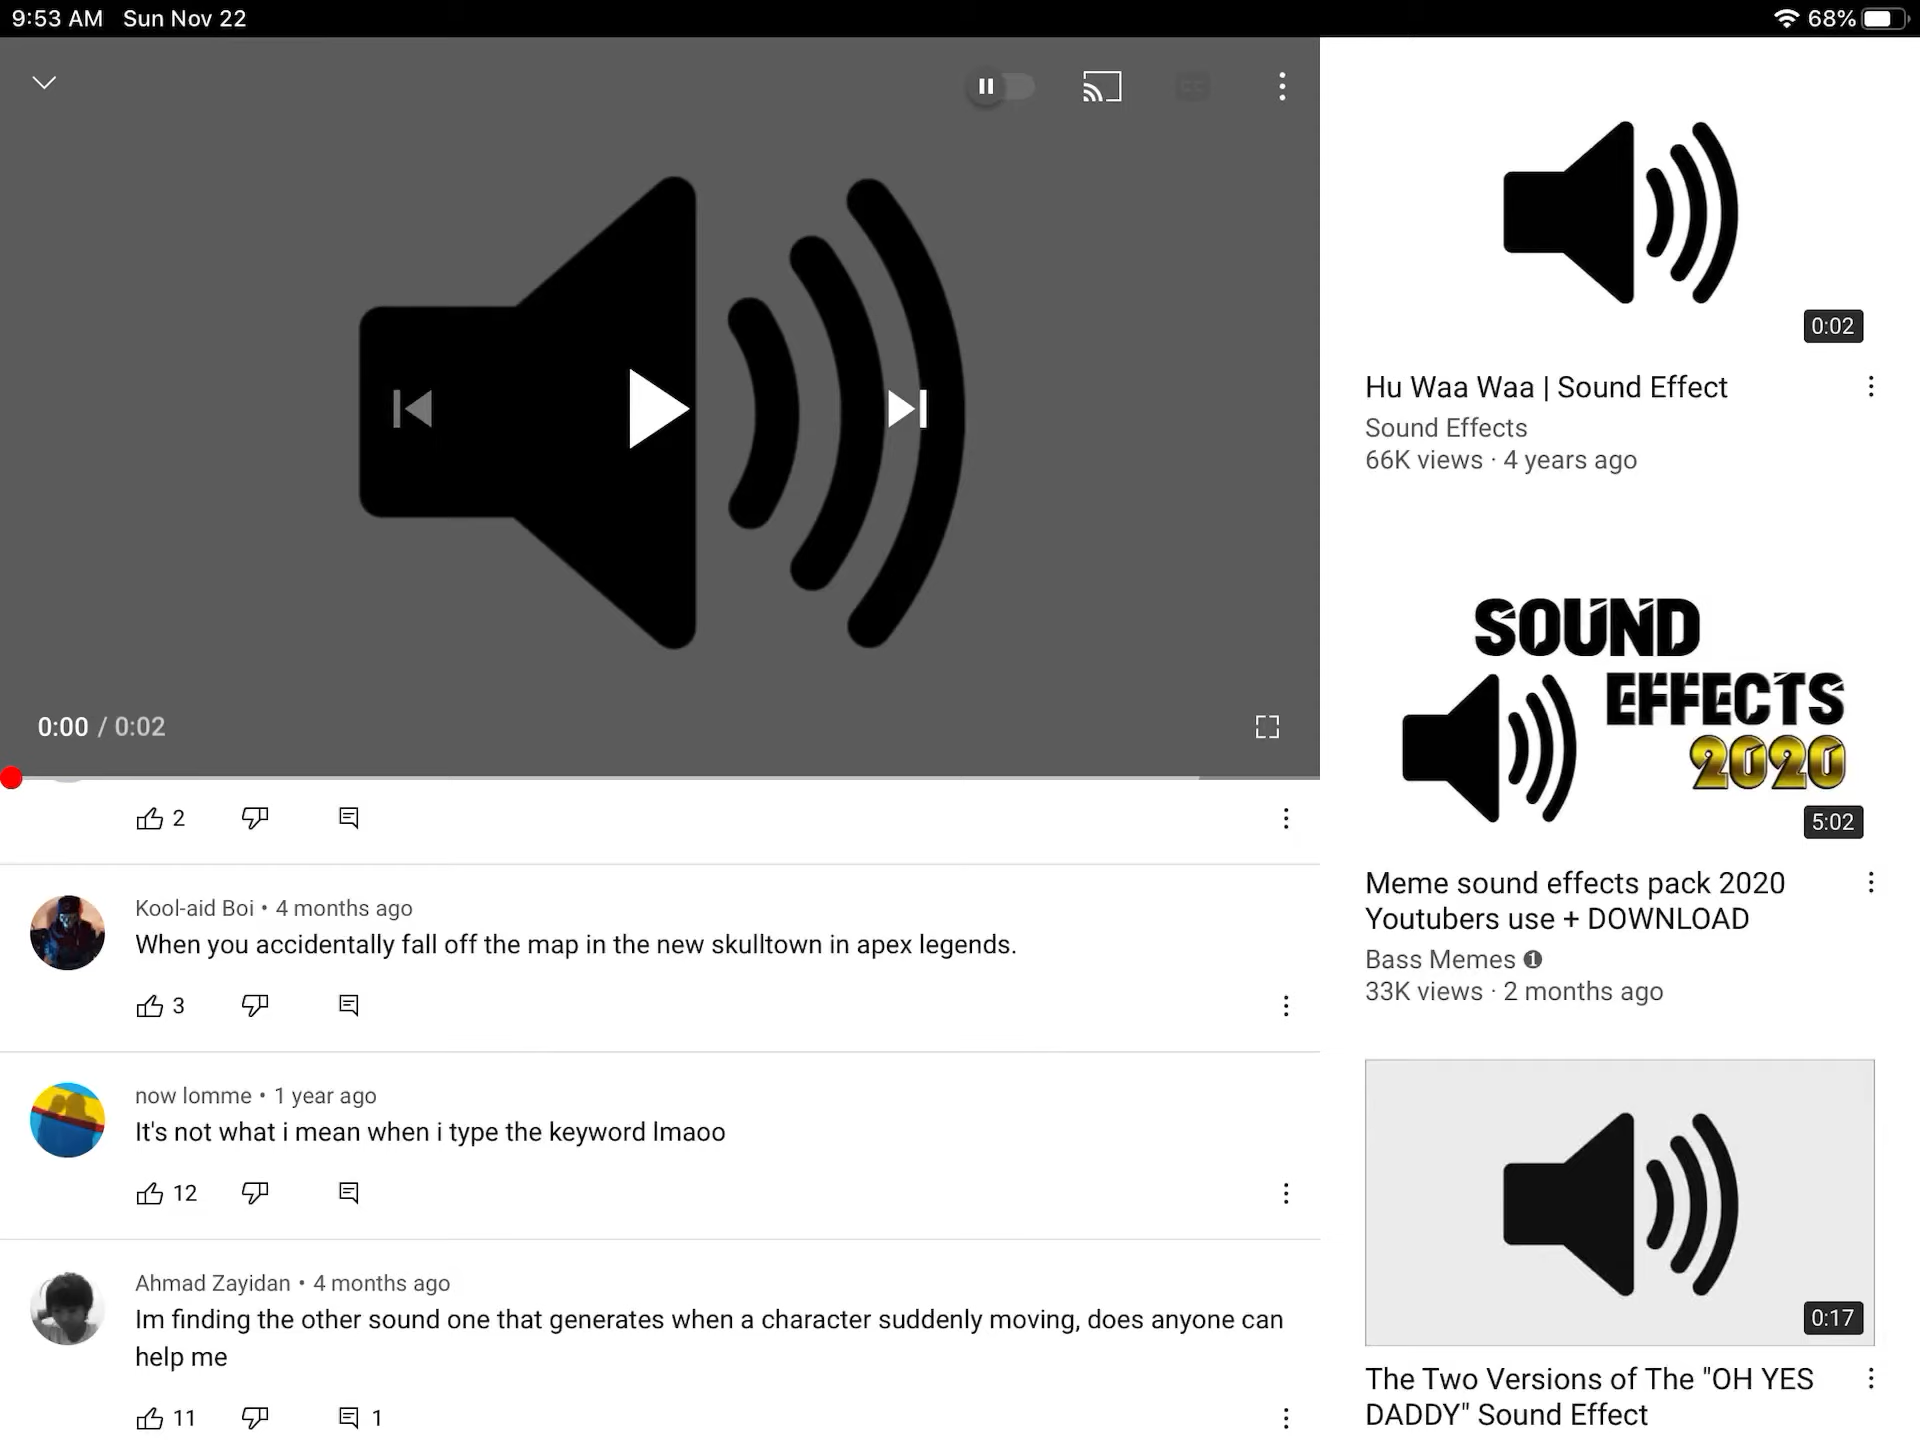 9:53 AM Sun Nov 22
68%
0:00 / 0:02
2
Kool-aid Boi • 4 months ago
When you accidentally fall off the map in the new skulltown in apex legends.
3
now lomme • 1 year ago
It's not what i mean when i type the keyword lmaoo
12
Ahmad Zayidan • 4 months ago
Im finding the other sound one that generates when a character suddenly moving, does anyone can
help me
11
1
0:02
Hu Waa Waa | Sound Effect
Sound Effects
66K views · 4 years ago
SOUND
EFFECTS
2020
5:02
Meme sound effects pack 2020
Youtubers use + DOWNLOAD
Bass Memes 1
33K views · 2 months ago
0:17
The Two Versions of The "OH YES
DADDY" Sound Effect